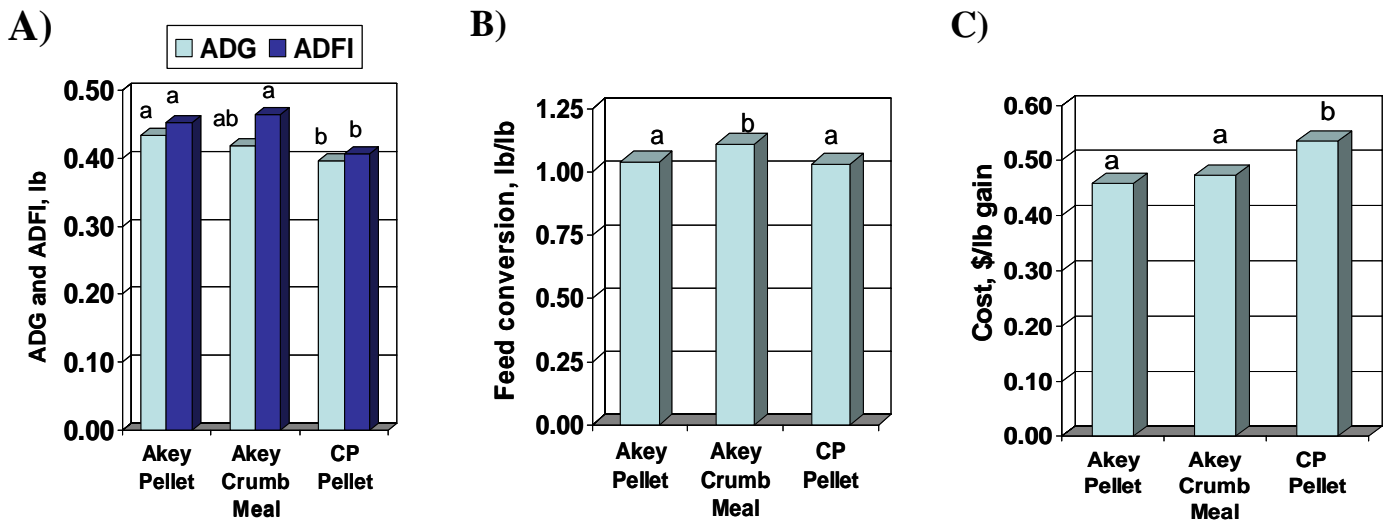 A)
ADG ADFI
ADG and ADFI, lb
0.50
0.40
0.30
0.20
0.10
0.00
a a
ab a
b b
Akey
Pellet
Akey
Crumb
Meal
CP
Pellet
B)
Feed conversion, lb/lb
1.25
1.00
0.75
0.50
0.25
0.00
a
b
a
Akey
Pellet
Akey
Crumb
Meal
CP
Pellet
C)
Cost, $/lb gain
0.60
0.50
0.40
0.30
0.20
0.10
0.00
a
a
b
Akey
Pellet
Akey
Crumb
Meal
CP
Pellet